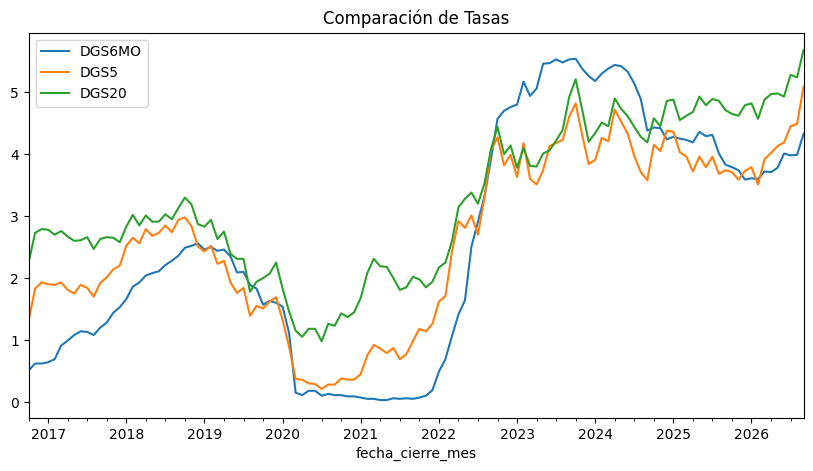 Comparación de Tasas
DGS6MO
DGS5
DGS20
5
4
3
2
1
0
2017 2018 2019 2020 2021 2022 2023 2024 2025 2026
fecha_cierre_mes